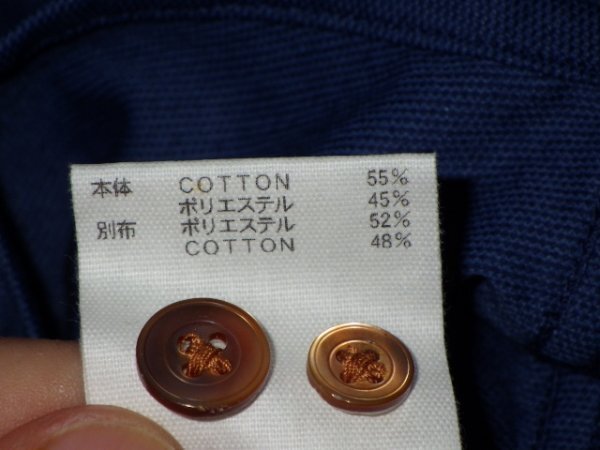 本体 COTTON 55%
ポリエステル 45%
別布 ポリエステル 52%
COTTON 48%